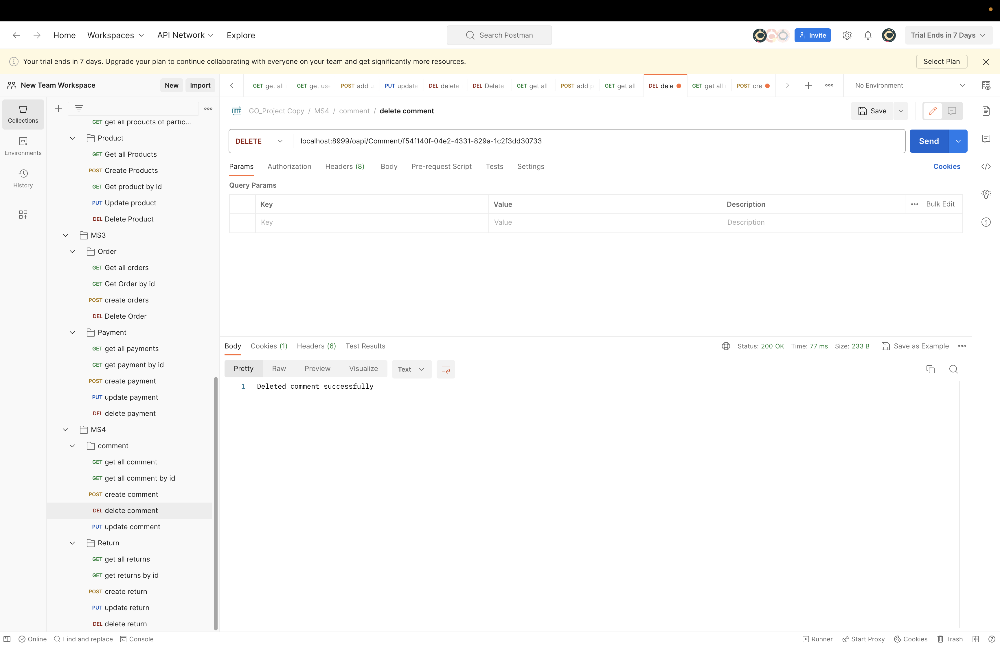 Home Workspaces API Network Explore
Search Postman
Invite
Trial Ends in 7 Days
Your trial ends in 7 days. Upgrade your plan to continue collaborating with everyone on your team and get significantly more resources.
Select Plan
New Team Workspace New Import
GET get all GET get us POST add u PUT update DEL delete DEL Delete GET get all POST add p GET get all DEL dele GET get all POST cre
No Environment
Collections
Environments
History
GET get all products of partic...
Product
GET Get all Products
POST Create Products
GET Get product by id
PUT Update product
DEL Delete Product
MS3
Order
GET Get all orders
GET Get Order by id
POST create orders
DEL Delete Order
Payment
GET get all payments
GET get payment by id
POST create payment
PUT update payment
DEL delete payment
MS4
comment
GET get all comment
GET get all comment by id
POST create comment
DEL delete comment
PUT update comment
Return
GET get all returns
GET get returns by id
POST create return
PUT update return
DEL delete return
HTTP GO_Project Copy / MS4 / comment / delete comment
Save
DELETE localhost:8999/oapi/Comment/f54f140f-04e2-4331-829a-1c2f3dd30733
Send
Params Authorization Headers (8) Body Pre-request Script Tests Settings Cookies
Query Params
Key Value Description Bulk Edit
Key Value Description
Body Cookies (1) Headers (6) Test Results
Status: 200 OK Time: 77 ms Size: 233 B Save as Example
Pretty Raw Preview Visualize Text
1 Deleted comment successfully
Online Find and replace Console
Runner Start Proxy Cookies Trash